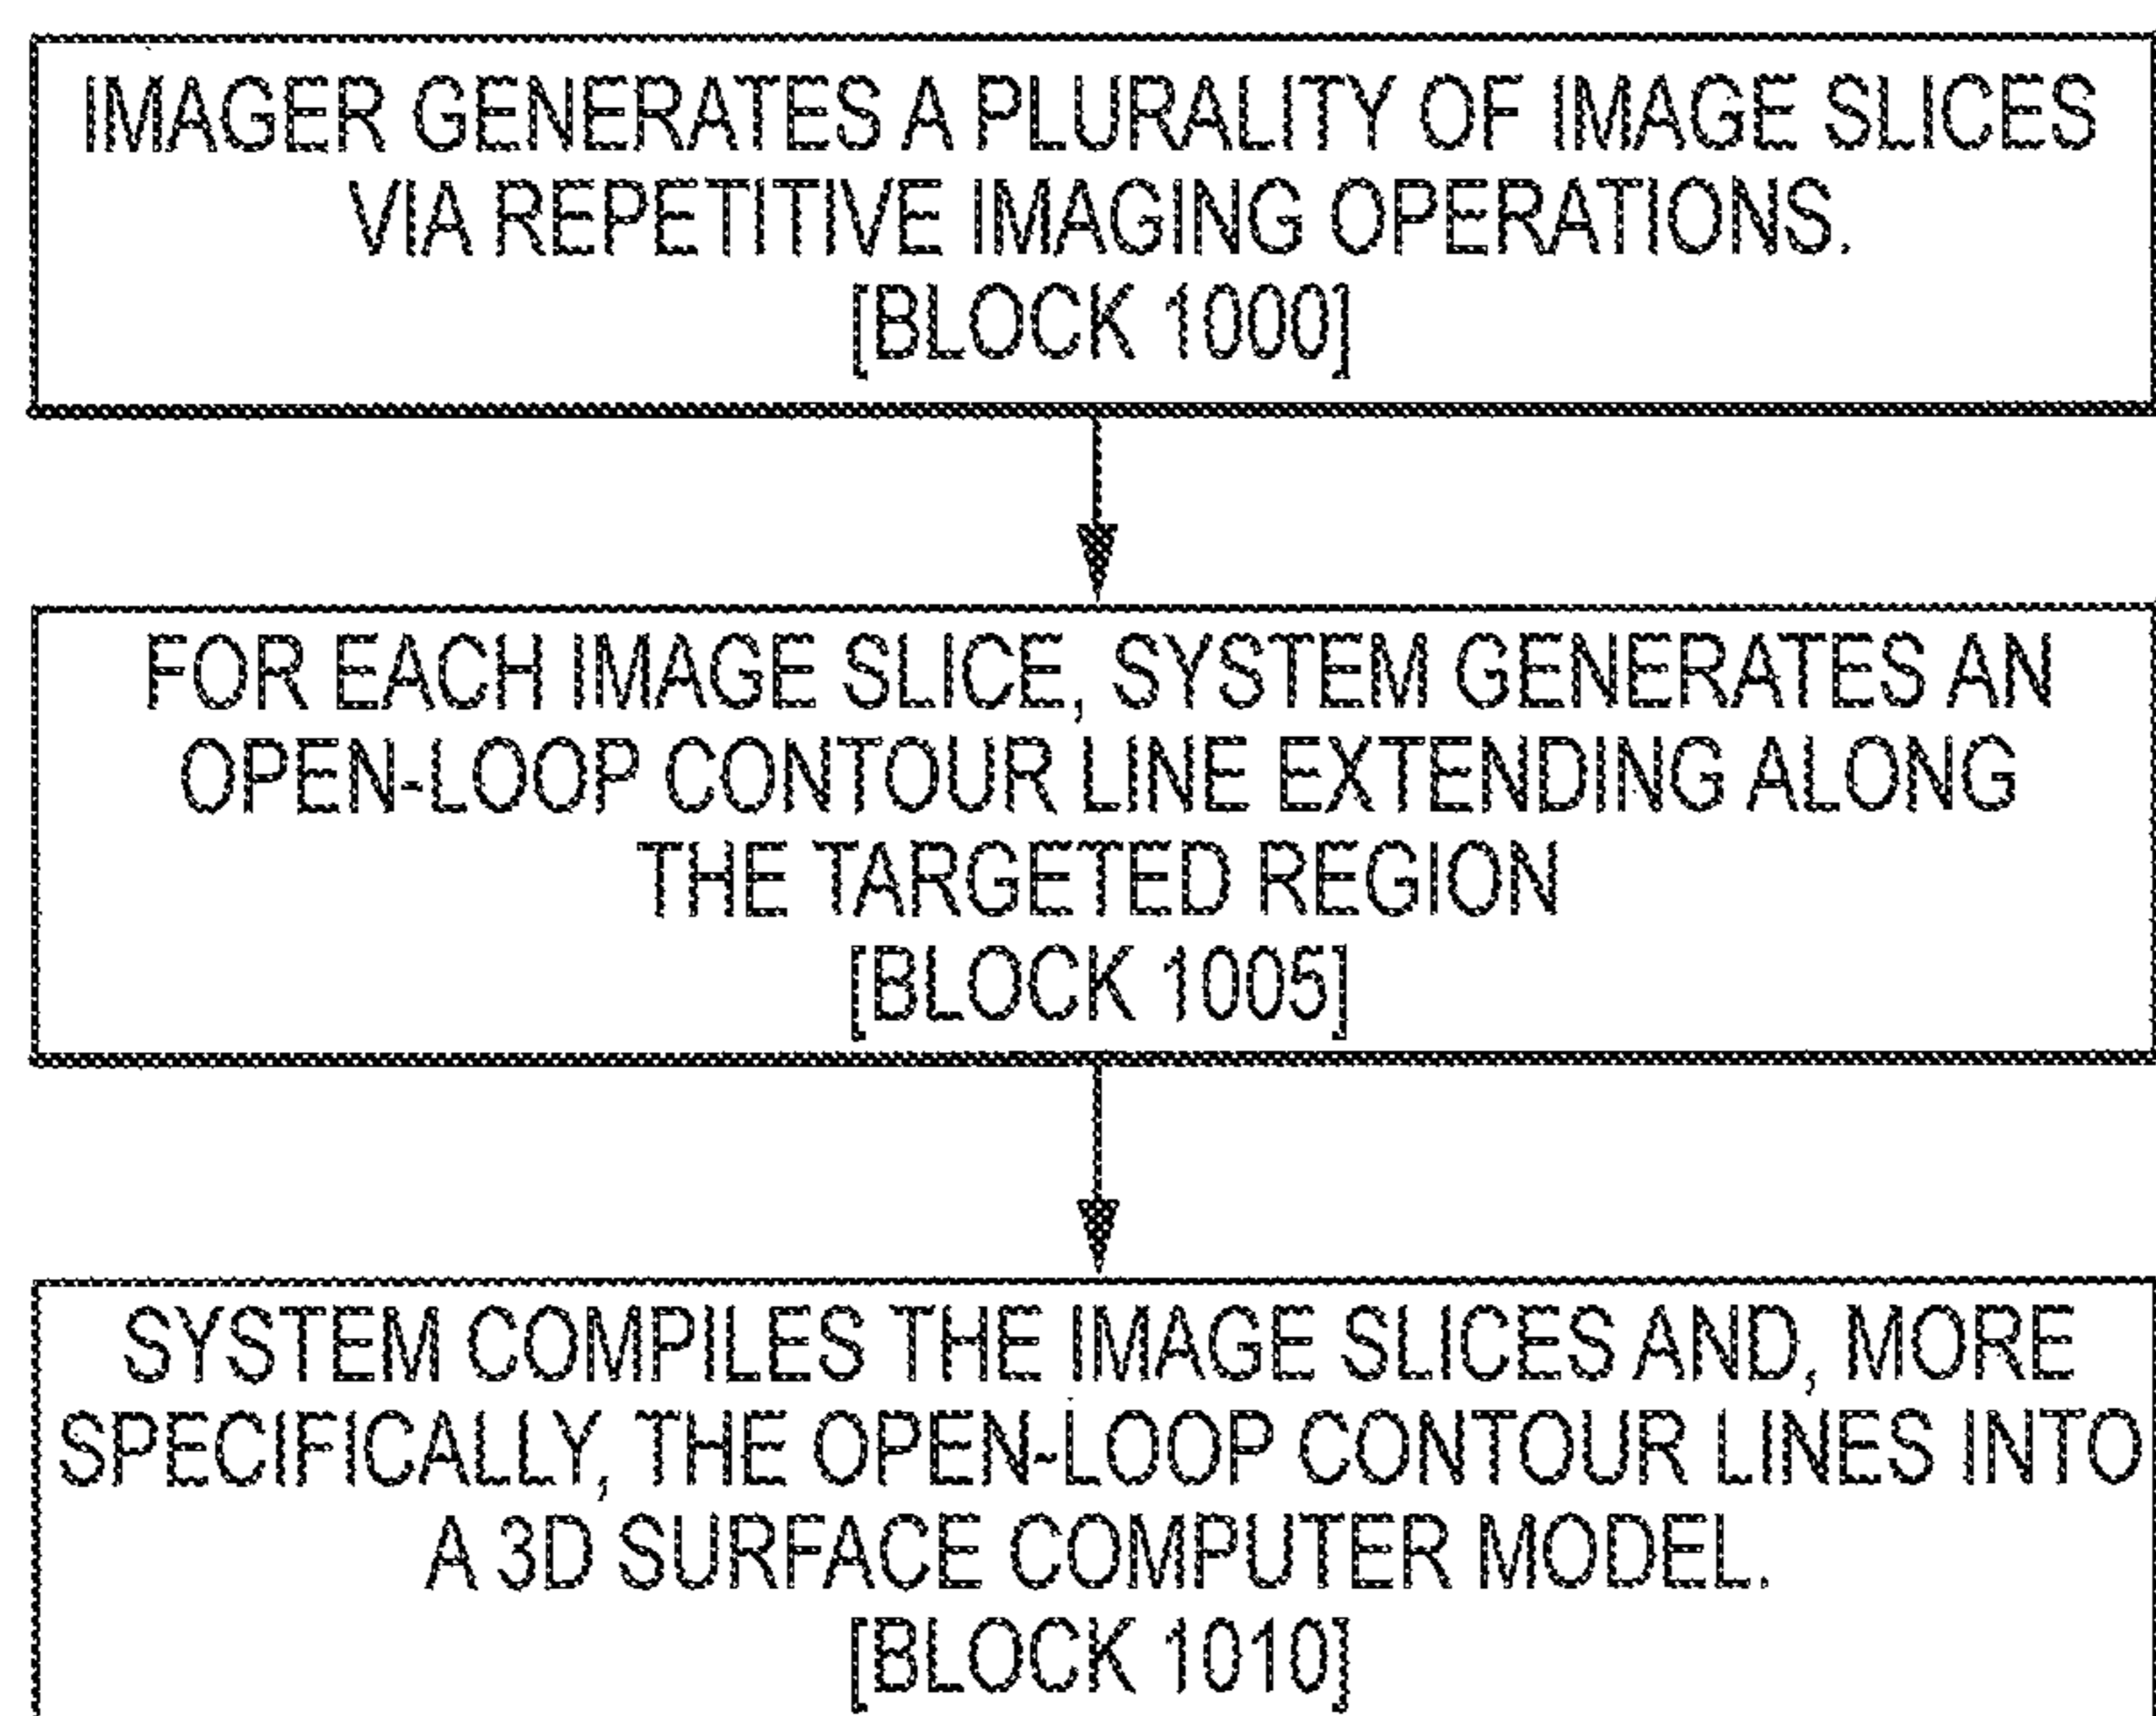 IMAGER GENERATES A PLURALITY OF IMAGE SLICES
VIA REPETITIVE IMAGING OPERATIONS.
[BLOCK 1000]
FOR EACH IMAGE SLICE, SYSTEM GENERATES AN
OPEN-LOOP CONTOUR LINE EXTENDING ALONG
THE TARGETED REGION
[BLOCK 1005]
SYSTEM COMPILES THE IMAGE SLICES AND, MORE
SPECIFICALLY, THE OPEN-LOOP CONTOUR LINES INTO
A 3D SURFACE COMPUTER MODEL.
[BLOCK 1010]